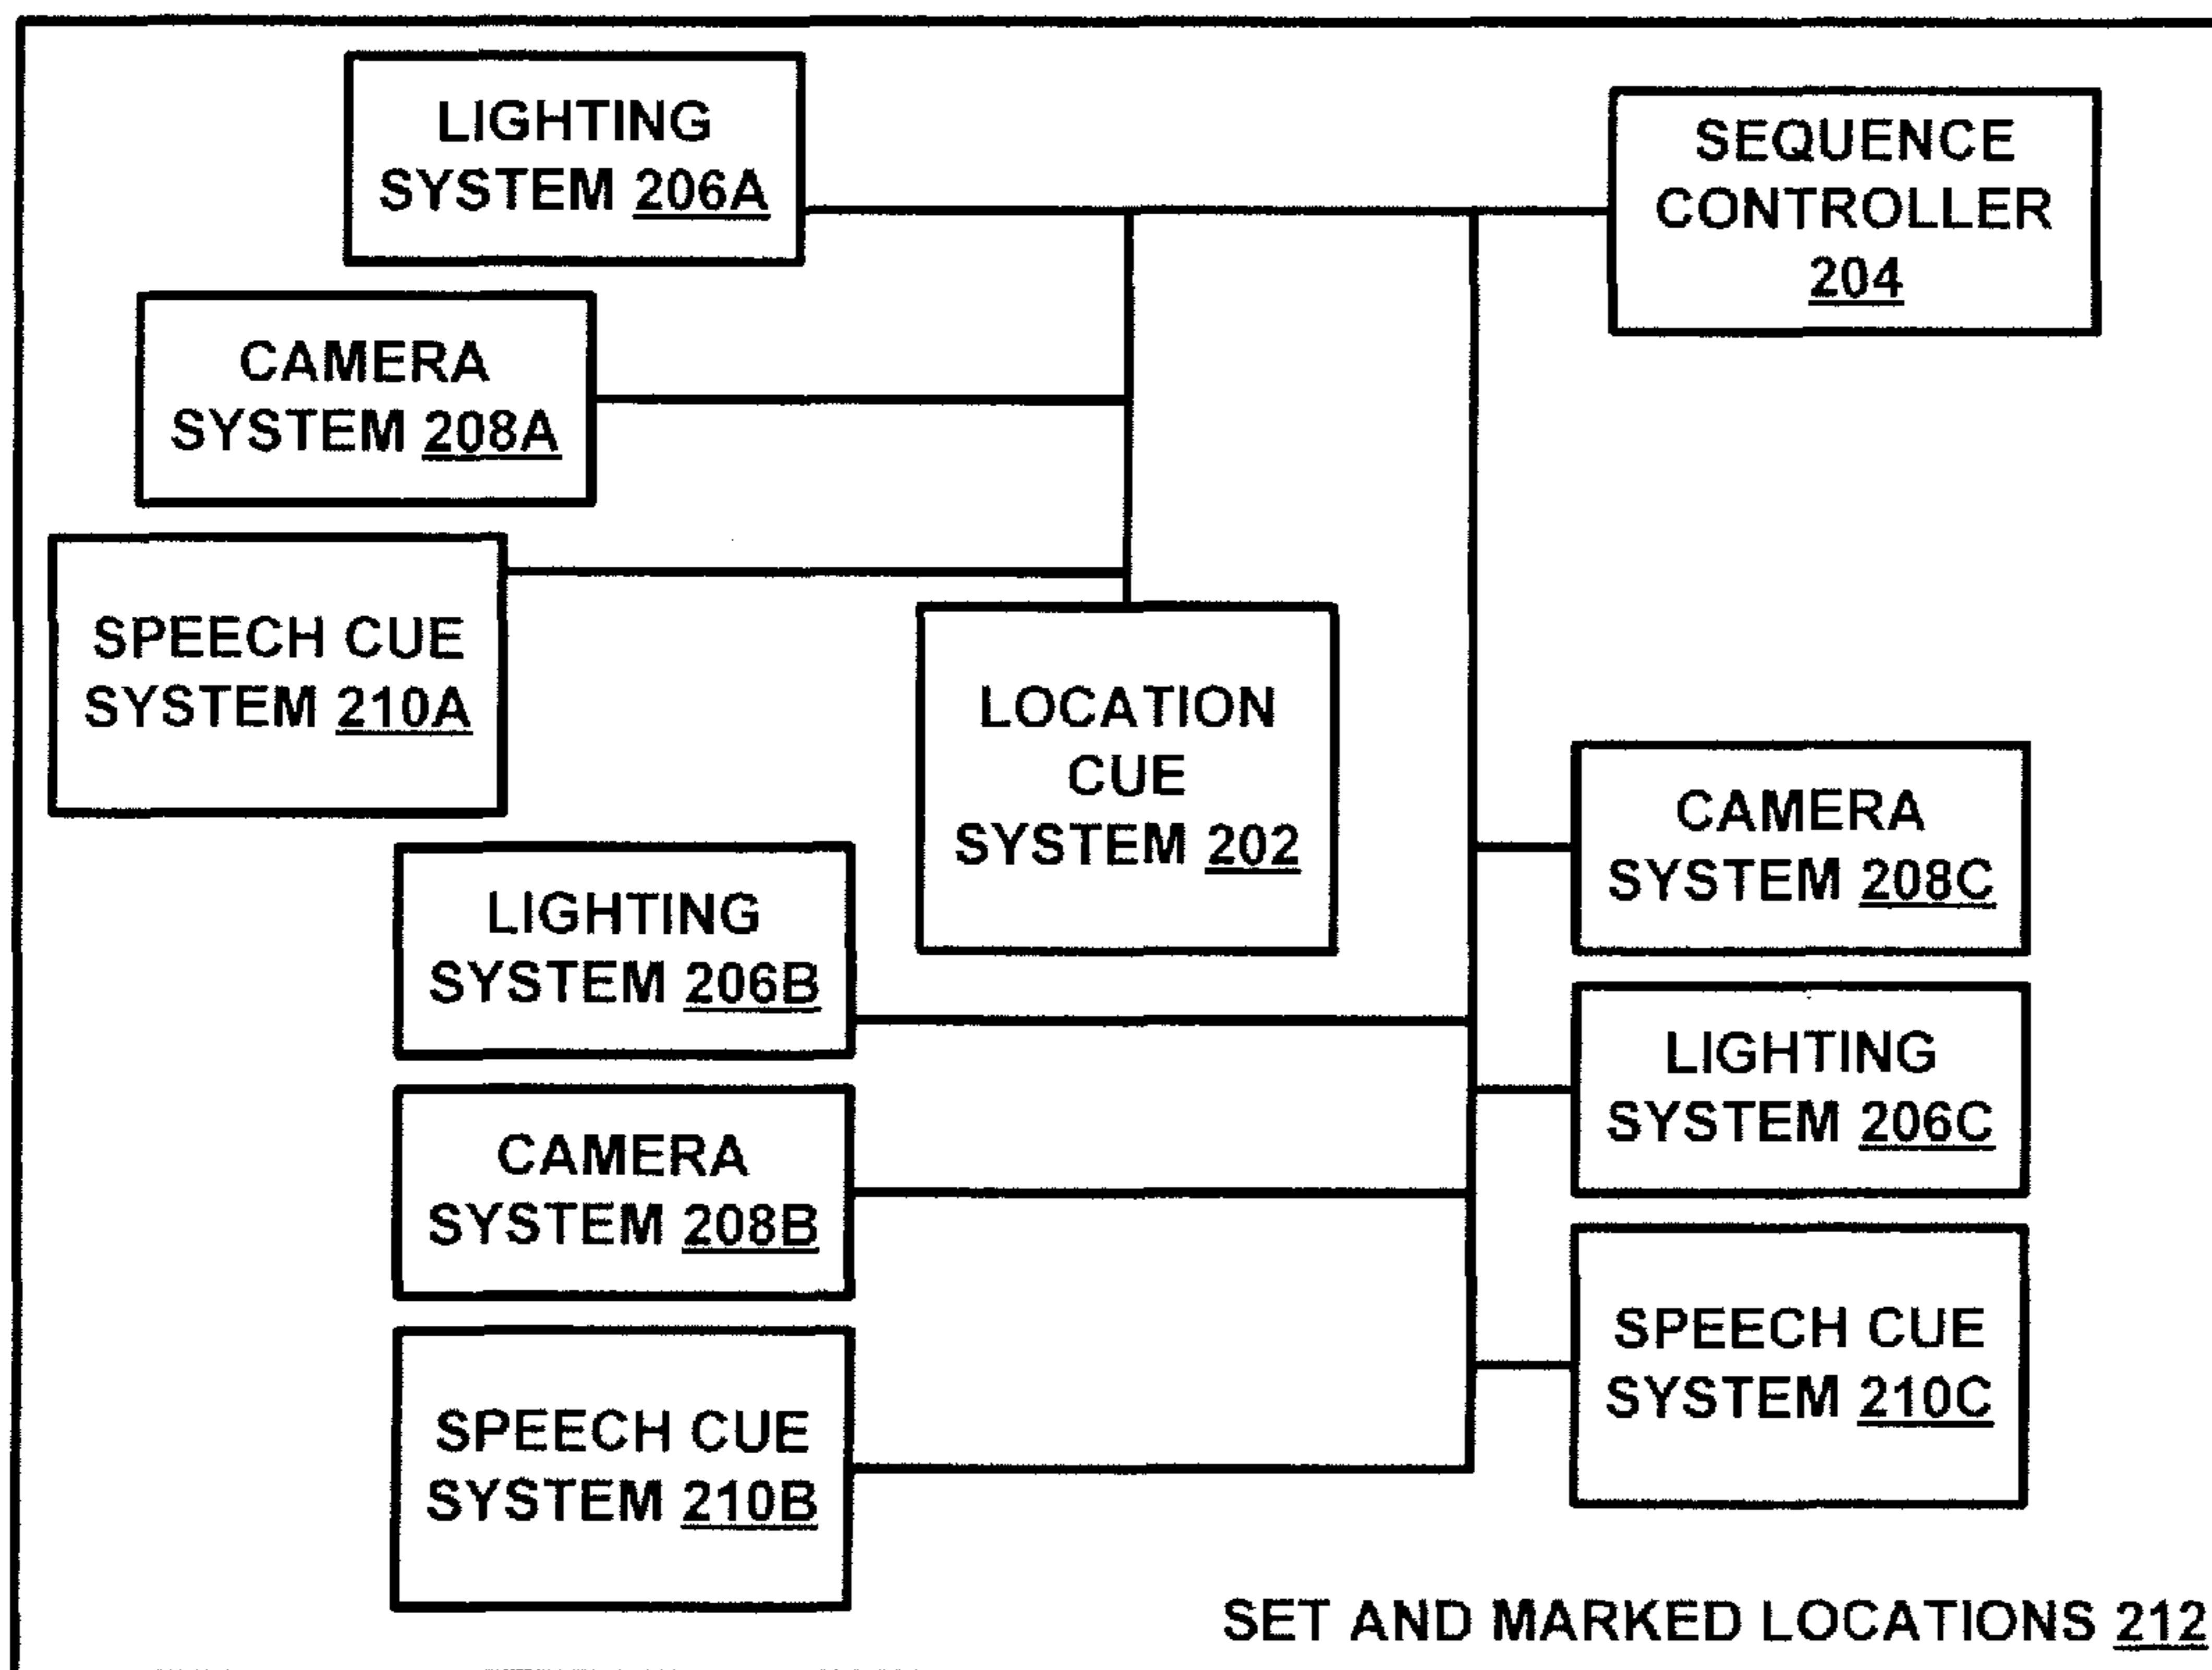 LIGHTING
SYSTEM 206A
SEQUENCE
CONTROLLER
204
CAMERA
SYSTEM 208A
SPEECH CUE
SYSTEM 210A
LOCATION
CUE
SYSTEM 202
CAMERA
SYSTEM 208C
LIGHTING
SYSTEM 206B
LIGHTING
SYSTEM 206C
CAMERA
SYSTEM 208B
SPEECH CUE
SYSTEM 210C
SPEECH CUE
SYSTEM 210B
SET AND MARKED LOCATIONS 212